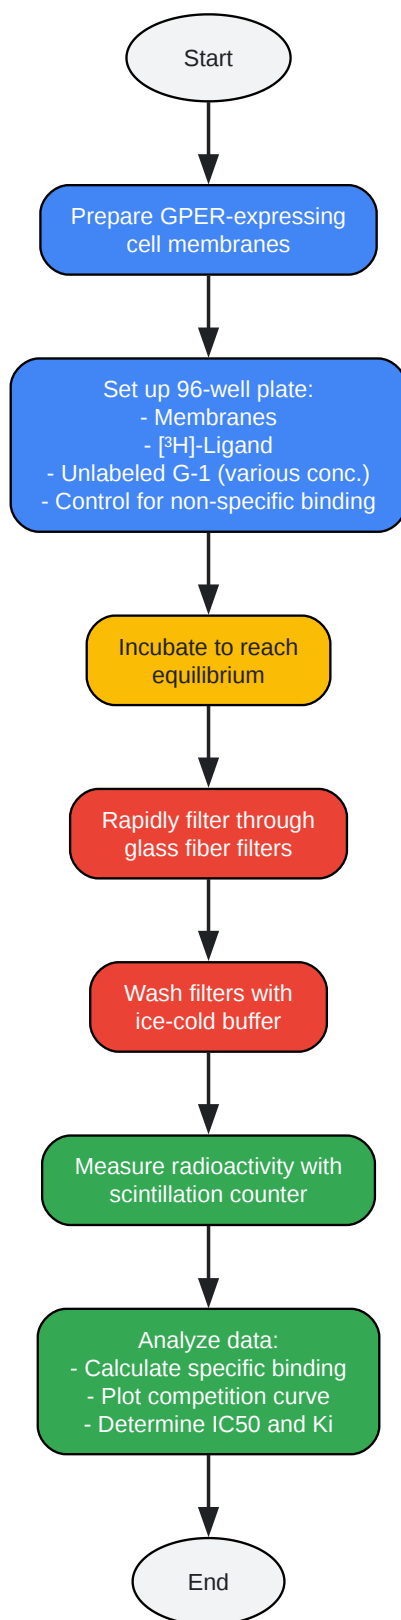 Start
Prepare GPER-expressing
cell membranes
Set up 96-well plate:
- Membranes
- [³H]-Ligand
- Unlabeled G-1 (various conc.)
- Control for non-specific binding
Incubate to reach
equilibrium
Rapidly filter through
glass fiber filters
Wash filters with
ice-cold buffer
Measure radioactivity with
scintillation counter
Analyze data:
- Calculate specific binding
- Plot competition curve
- Determine IC50 and Ki
End